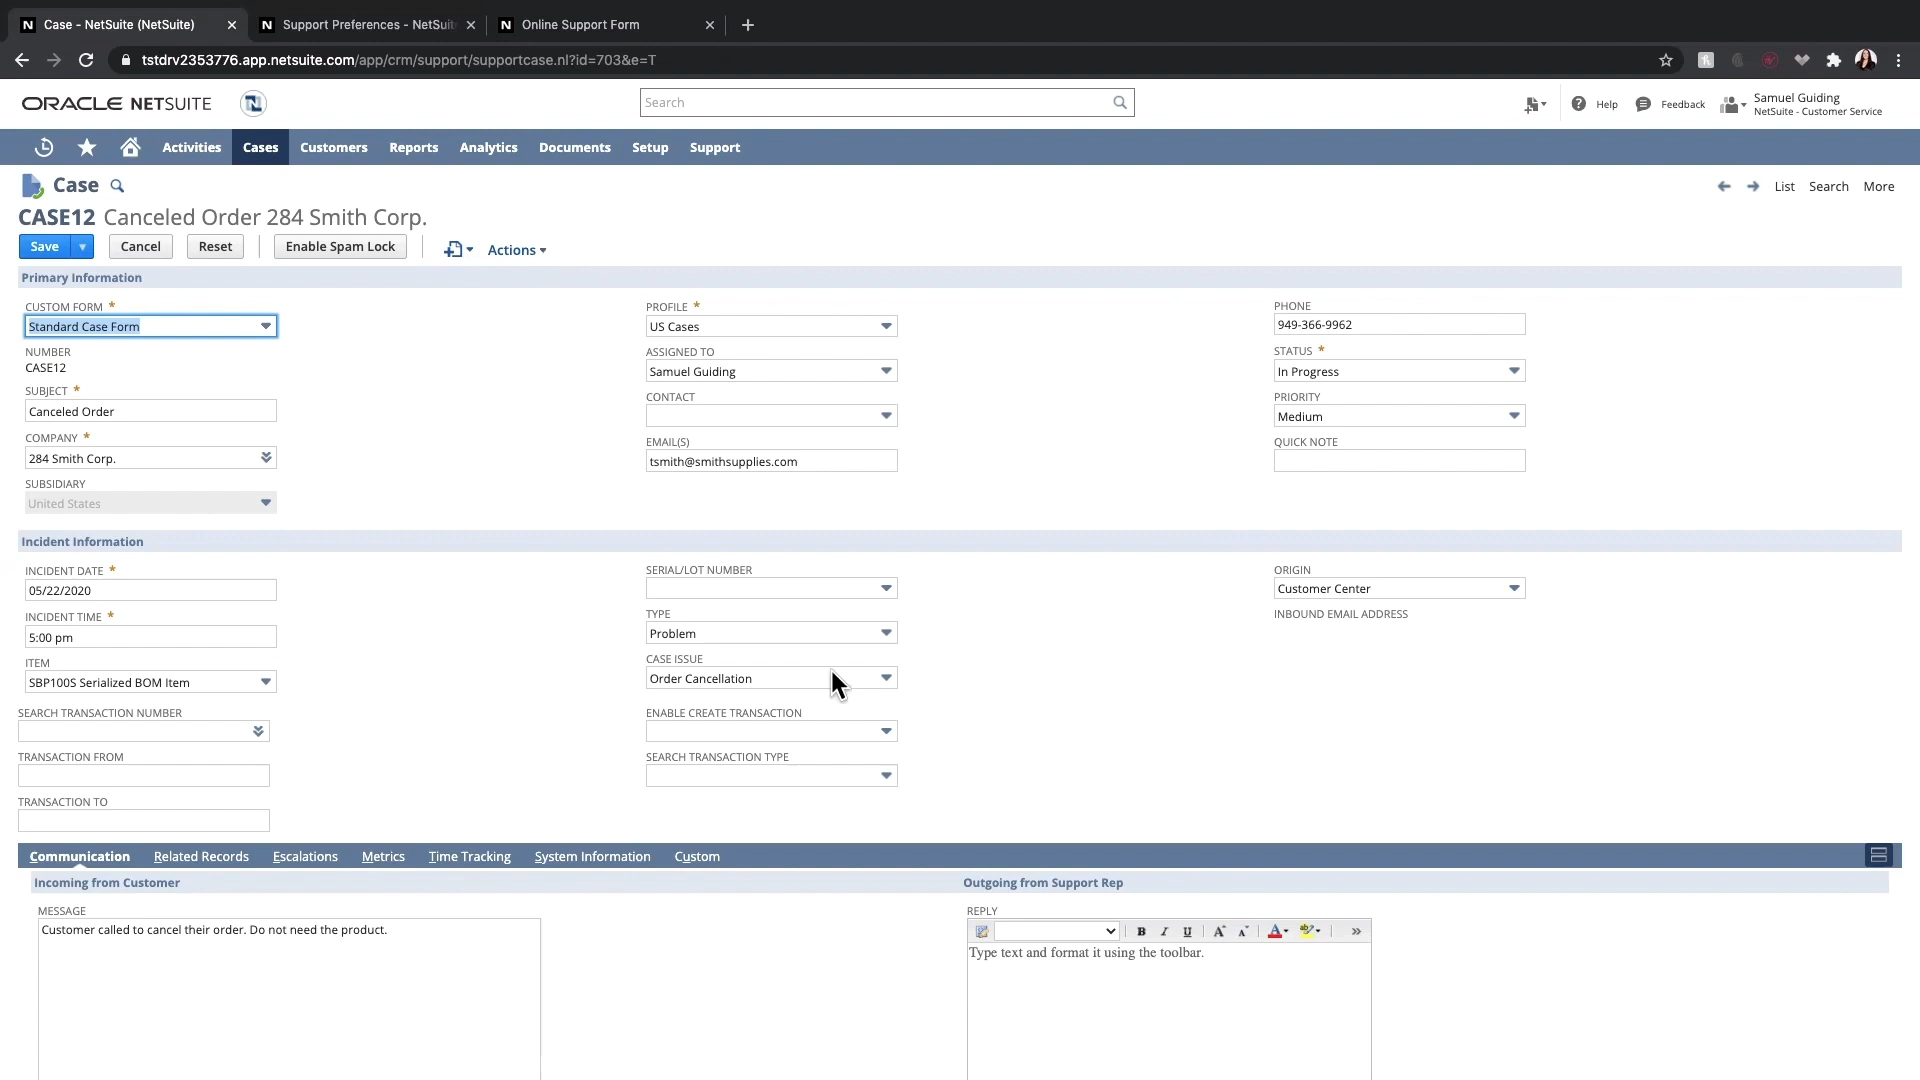 Case - NetSuite (NetSuite)
Support Preferences - NetSuit
Online Support Form
tstdrv2353776.app.netsuite.com/app/crm/support/supportcase.nl?id=703&e=T
ORACLE NETSUITE
Search
Help
Feedback
Samuel Guiding
NetSuite - Customer Service
Activities
Cases
Customers
Reports
Analytics
Documents
Setup
Support
Case
List
Search
More
CASE12 Canceled Order 284 Smith Corp.
Save
Cancel
Reset
Enable Spam Lock
Actions
Primary Information
CUSTOM FORM *
Standard Case Form
NUMBER
CASE12
SUBJECT *
Canceled Order
COMPANY *
284 Smith Corp.
SUBSIDIARY
United States
PROFILE *
US Cases
ASSIGNED TO
Samuel Guiding
CONTACT
EMAIL(S)
tsmith@smithsupplies.com
PHONE
949-366-9962
STATUS *
In Progress
PRIORITY
Medium
QUICK NOTE
Incident Information
INCIDENT DATE *
05/22/2020
INCIDENT TIME *
5:00 pm
ITEM
SBP100S Serialized BOM Item
SEARCH TRANSACTION NUMBER
TRANSACTION FROM
TRANSACTION TO
SERIAL/LOT NUMBER
TYPE
Problem
CASE ISSUE
Order Cancellation
ENABLE CREATE TRANSACTION
SEARCH TRANSACTION TYPE
ORIGIN
Customer Center
INBOUND EMAIL ADDRESS
Communication
Related Records
Escalations
Metrics
Time Tracking
System Information
Custom
Incoming from Customer
MESSAGE
Customer called to cancel their order. Do not need the product.
Outgoing from Support Rep
REPLY
B I U A A A
Type text and format it using the toolbar.